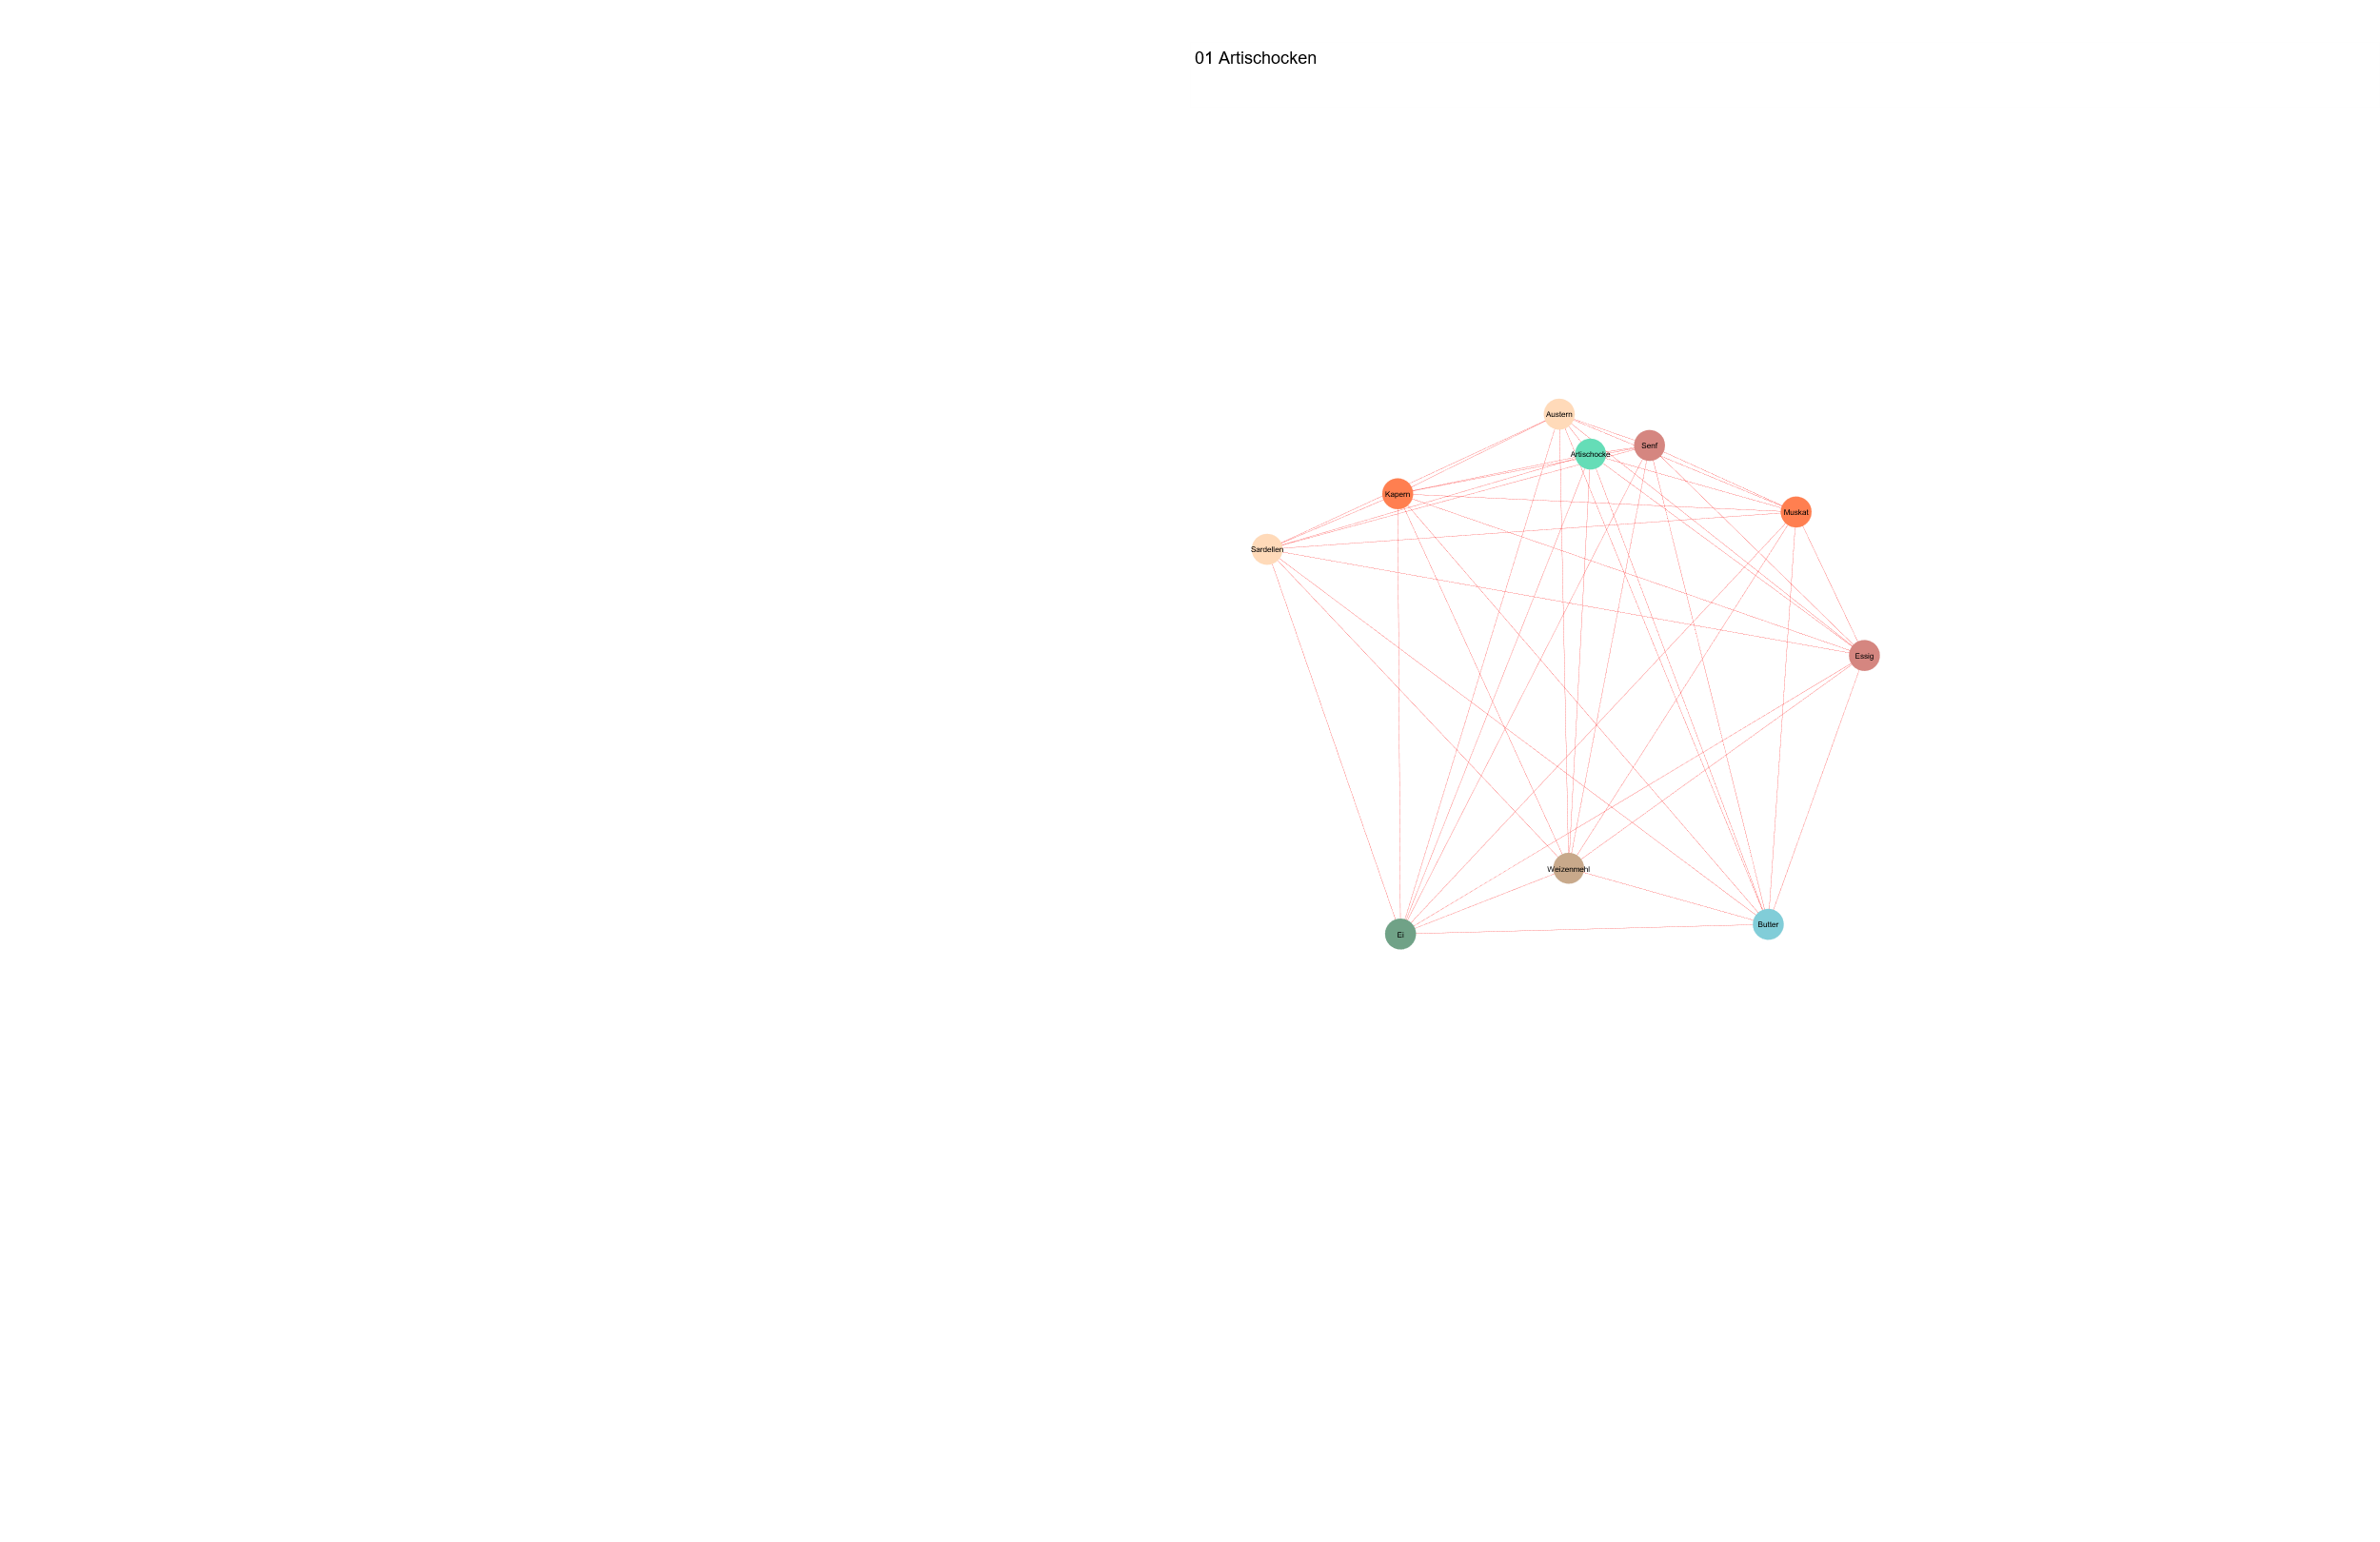 01 Artischocken
Austern
Senf
Artischocke
Kapern
Muskat
Sardellen
Essig
Weizenmehl
Butter
Ei